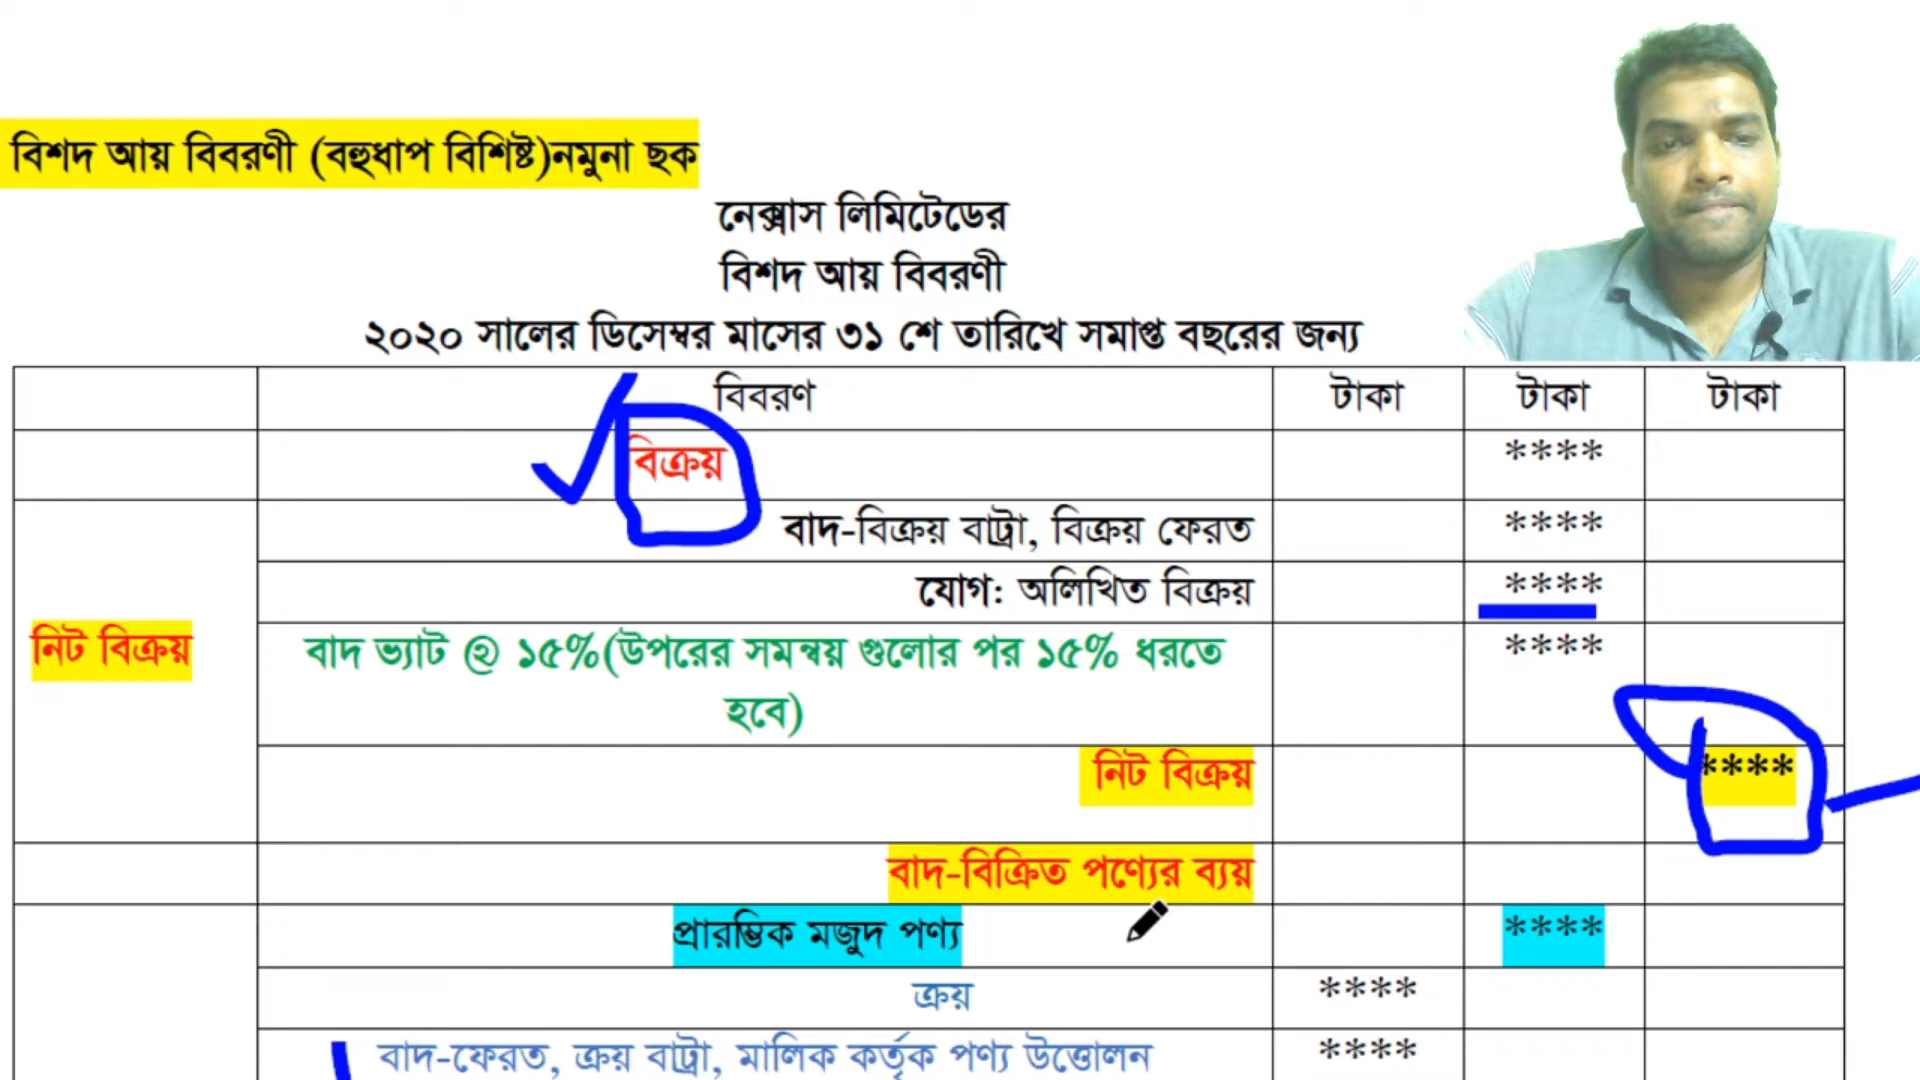 বিশদ আয় বিবরণী (বহুধাপ বিশিষ্ট)নমুনা ছক
নেক্সাস লিমিটেডের
বিশদ আয় বিবরণী
২০২০ সালের ডিসেম্বর মাসের ৩১ শে তারিখে সমাপ্ত বছরের জন্য
বিবরণ টাকা টাকা টাকা
বিক্রয় ****
বাদ-বিক্রয় বাট্রা, বিক্রয় ফেরত ****
যোগ: অলিখিত বিক্রয় ****
নিট বিক্রয় বাদ ভ্যাট @ ১৫%(উপরের সমন্বয় গুলোর পর ১৫% ধরতে ****
হবে)
নিট বিক্রয় ****
বাদ-বিক্রিত পণ্যের ব্যয়
প্রারম্ভিক মজুদ পণ্য ****
ক্রয় ****
বাদ-ফেরত, ক্রয় বাট্রা, মালিক কর্তৃক পণ্য উত্তোলন ****